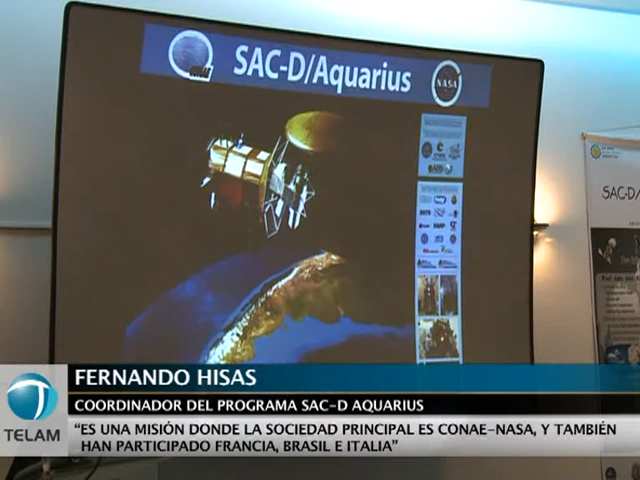 SAC-D/Aquarius
NASA
SAC-D/
FERNANDO HISAS
COORDINADOR DEL PROGRAMA SAC-D AQUARIUS
TELAM
“ES UNA MISIÓN DONDE LA SOCIEDAD PRINCIPAL ES CONAE-NASA, Y TAMBIÉN
HAN PARTICIPADO FRANCIA, BRASIL E ITALIA”